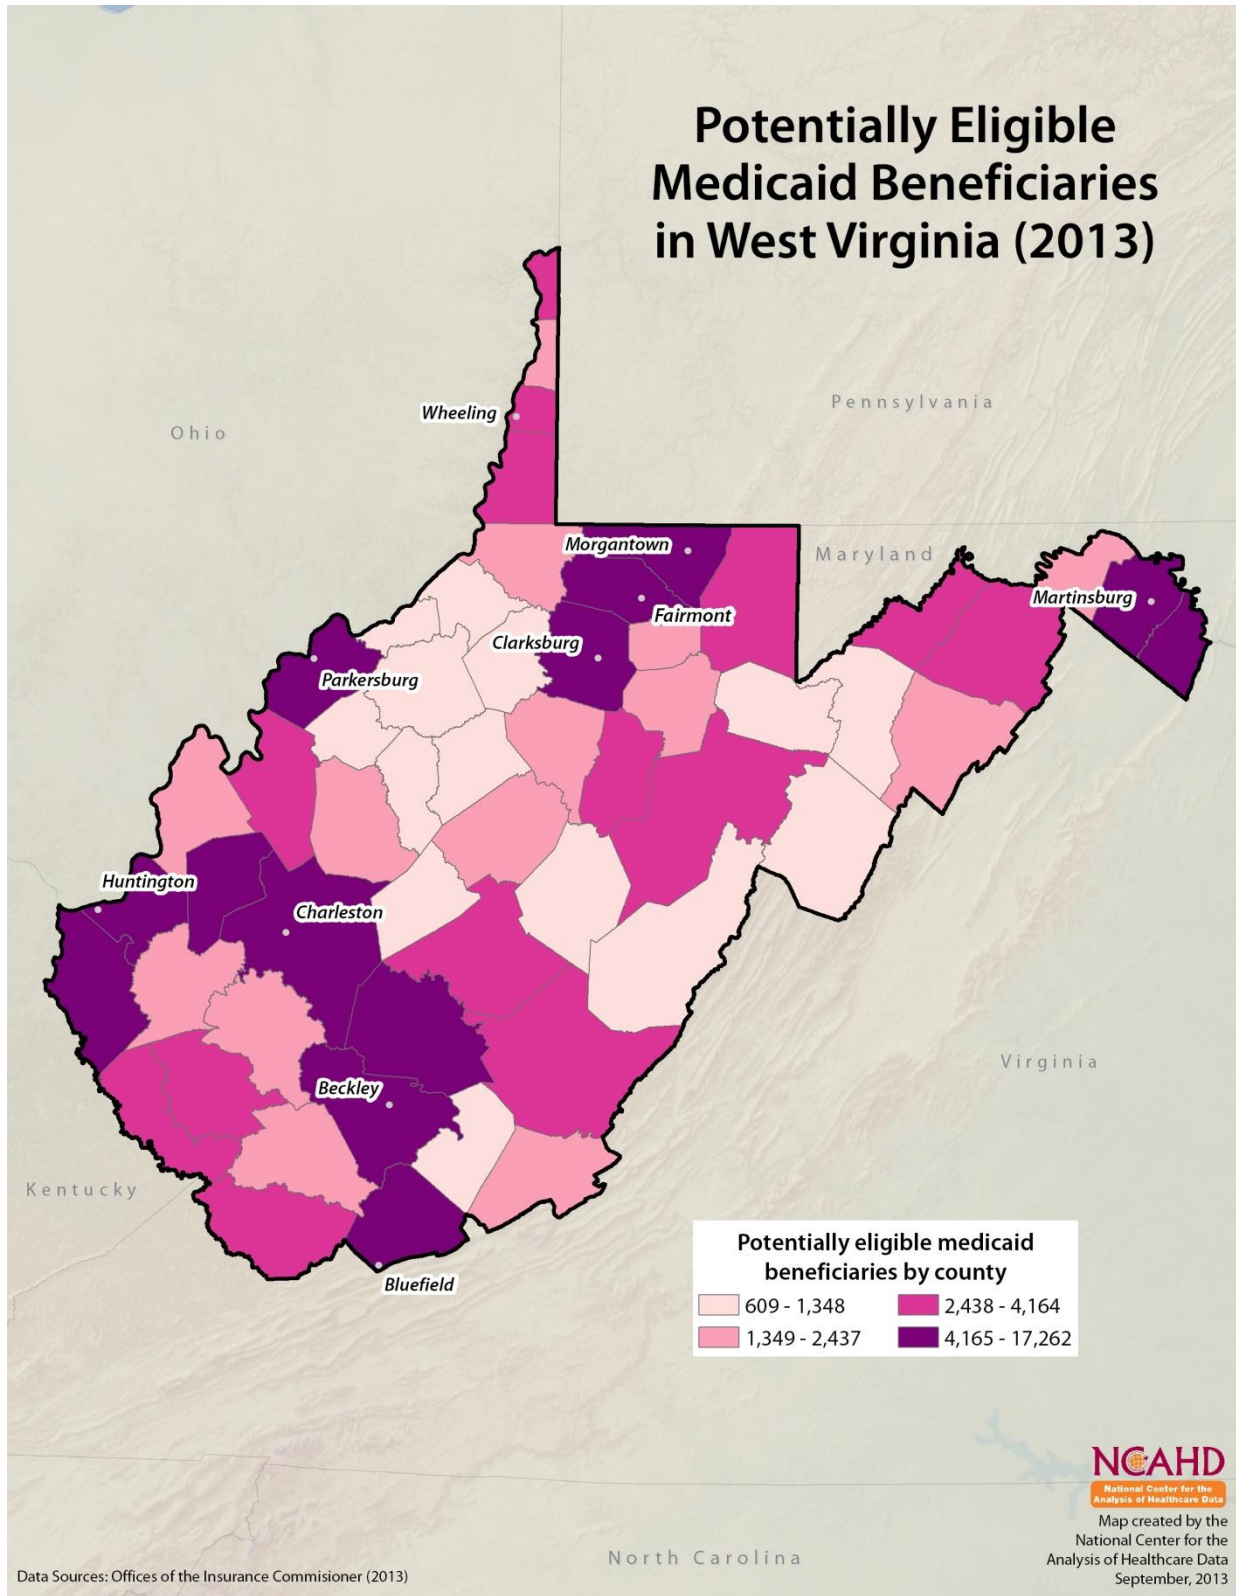 Potentially Eligible
Medicaid Beneficiaries
in West Virginia (2013)
Pennsylvania
Wheeling
Ohio
Morgantown
Maryland
Martinsburg
Fairmont
Clarksburg
Parkersburg
Huntington
Charleston
Virginia
Beckley
Kentucky
Bluefield
Potentially eligible medicaid
beneficiaries by county
609 - 1,348
2,438 - 4,164
1,349 - 2,437
4,165 - 17,262
NCAHD
National Center for the
Analysis of Healthcare Data
Map created by the
National Center for the
Analysis of Healthcare Data
September, 2013
North Carolina
Data Sources: Offices of the Insurance Commisioner (2013)